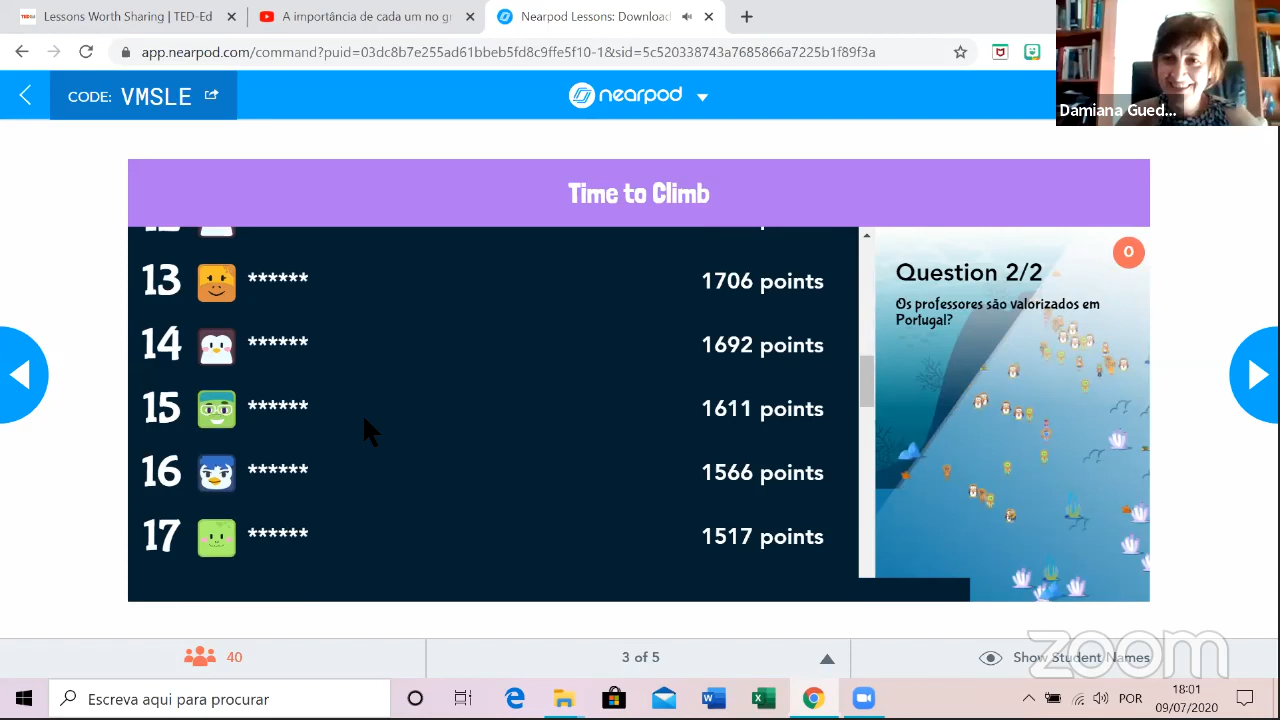 Lessons Worth Sharing | TED-Ed
A importância de cada um no gr
Nearpod Lessons: Download
app.nearpod.com/command?guid=03dc8b7e255ad61bbeb5fd8c9ffe5f10-1&sid=5c520338743a7685866a7225b1f89f3a
CODE: VMSLE
nearpod
Damiana Gued...
Time to Climb
13 ****** 1706 points
14 ****** 1692 points
15 ****** 1611 points
16 ****** 1566 points
17 ****** 1517 points
0
Question 2/2
Os professores são valorizados em
Portugal?
40
3 of 5
Show Student Names
zoom
Escreva aqui para procurar
POR
18:01
09/07/2020